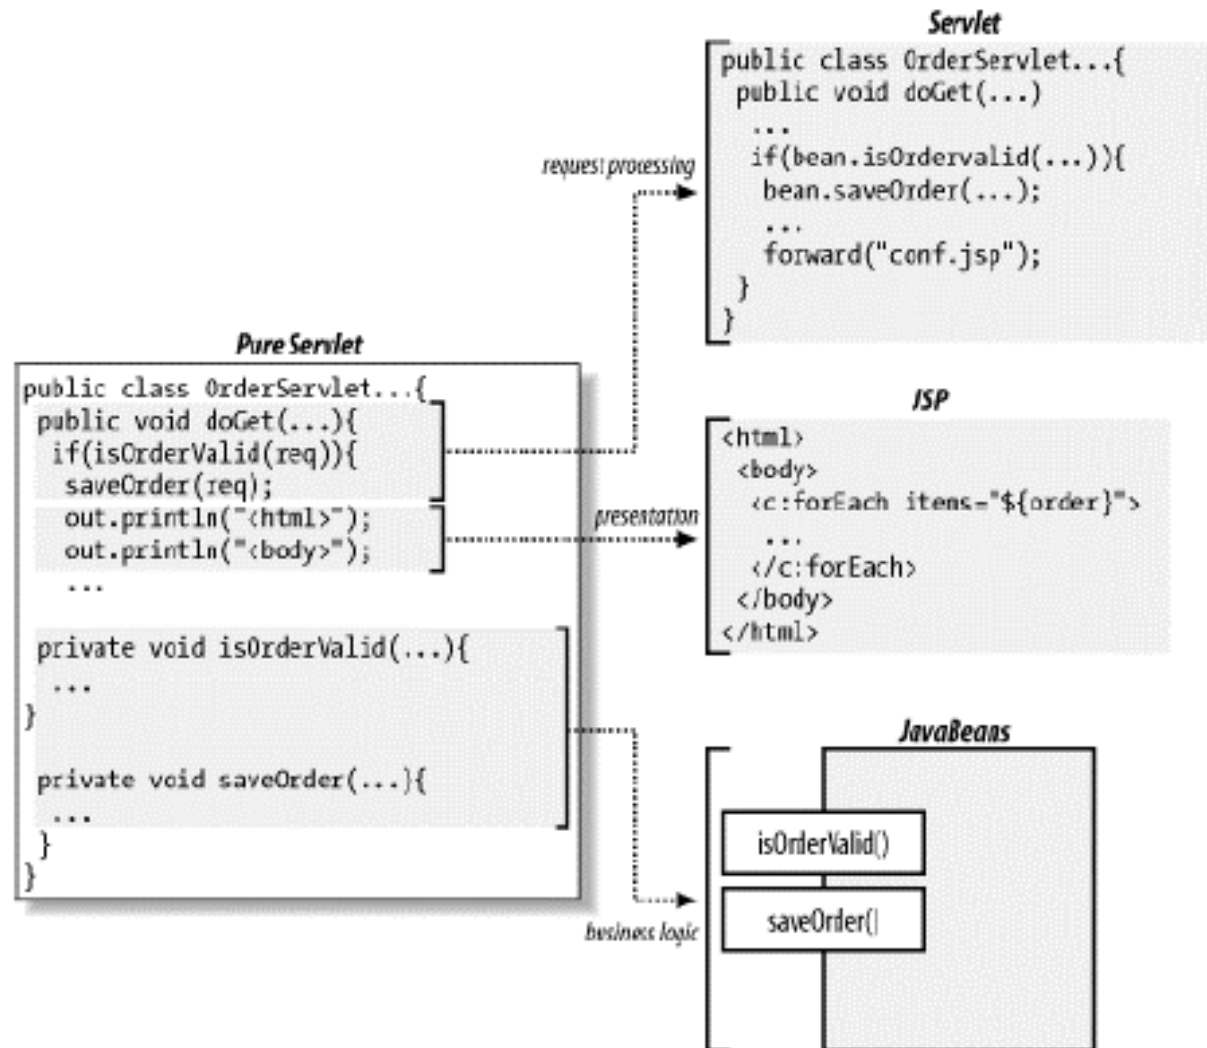 Servlet
public class OrderServlet...{
public void doGet(...)
...
if(bean.isOrdervalid(...)){
bean.saveOrder(...);
...
forward("conf.jsp");
}
}
request processing
Pure Servlet
public class OrderServlet...{
public void doGet(...){
if(isOrderValid(req)){
saveOrder(req);
out.println("<html>");
out.println("<body>");
...
private void isOrderValid(...){
...
}
private void saveOrder(...){
...
}
}
presentation
JSP
<html>
<body>
<c:forEach items="${order}">
...
</c:forEach>
</body>
</html>
business logic
JavaBeans
isOrderValid()
saveOrder()